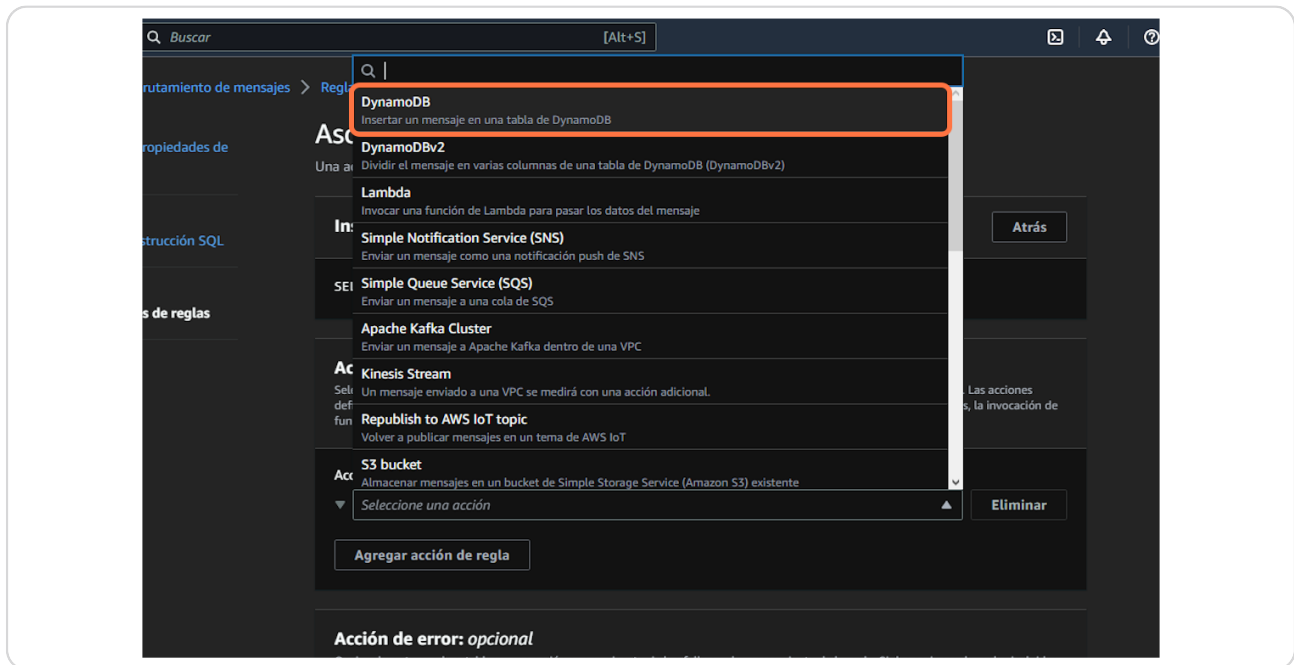 Buscar [Alt+S]
rutamiento de mensajes > Regla
DynamoDB
Insertar un mensaje en una tabla de DynamoDB
ropiedades de
Aso
Una a
DynamoDBv2
Dividir el mensaje en varias columnas de una tabla de DynamoDB (DynamoDBv2)
Lambda
Invocar una función de Lambda para pasar los datos del mensaje
Ins
Atrás
strucción SQL
Simple Notification Service (SNS)
Enviar un mensaje como una notificación push de SNS
SEL
Simple Queue Service (SQS)
Enviar un mensaje a una cola de SQS
s de reglas
Apache Kafka Cluster
Enviar un mensaje a Apache Kafka dentro de una VPC
Ac
Kinesis Stream
Un mensaje enviado a una VPC se medirá con una acción adicional.
Sel
. Las acciones
def
s, la invocación de
fun
Republish to AWS IoT topic
Volver a publicar mensajes en un tema de AWS IoT
S3 bucket
Almacenar mensajes en un bucket de Simple Storage Service (Amazon S3) existente
Acc
Seleccione una acción
Eliminar
Agregar acción de regla
Acción de error: opcional